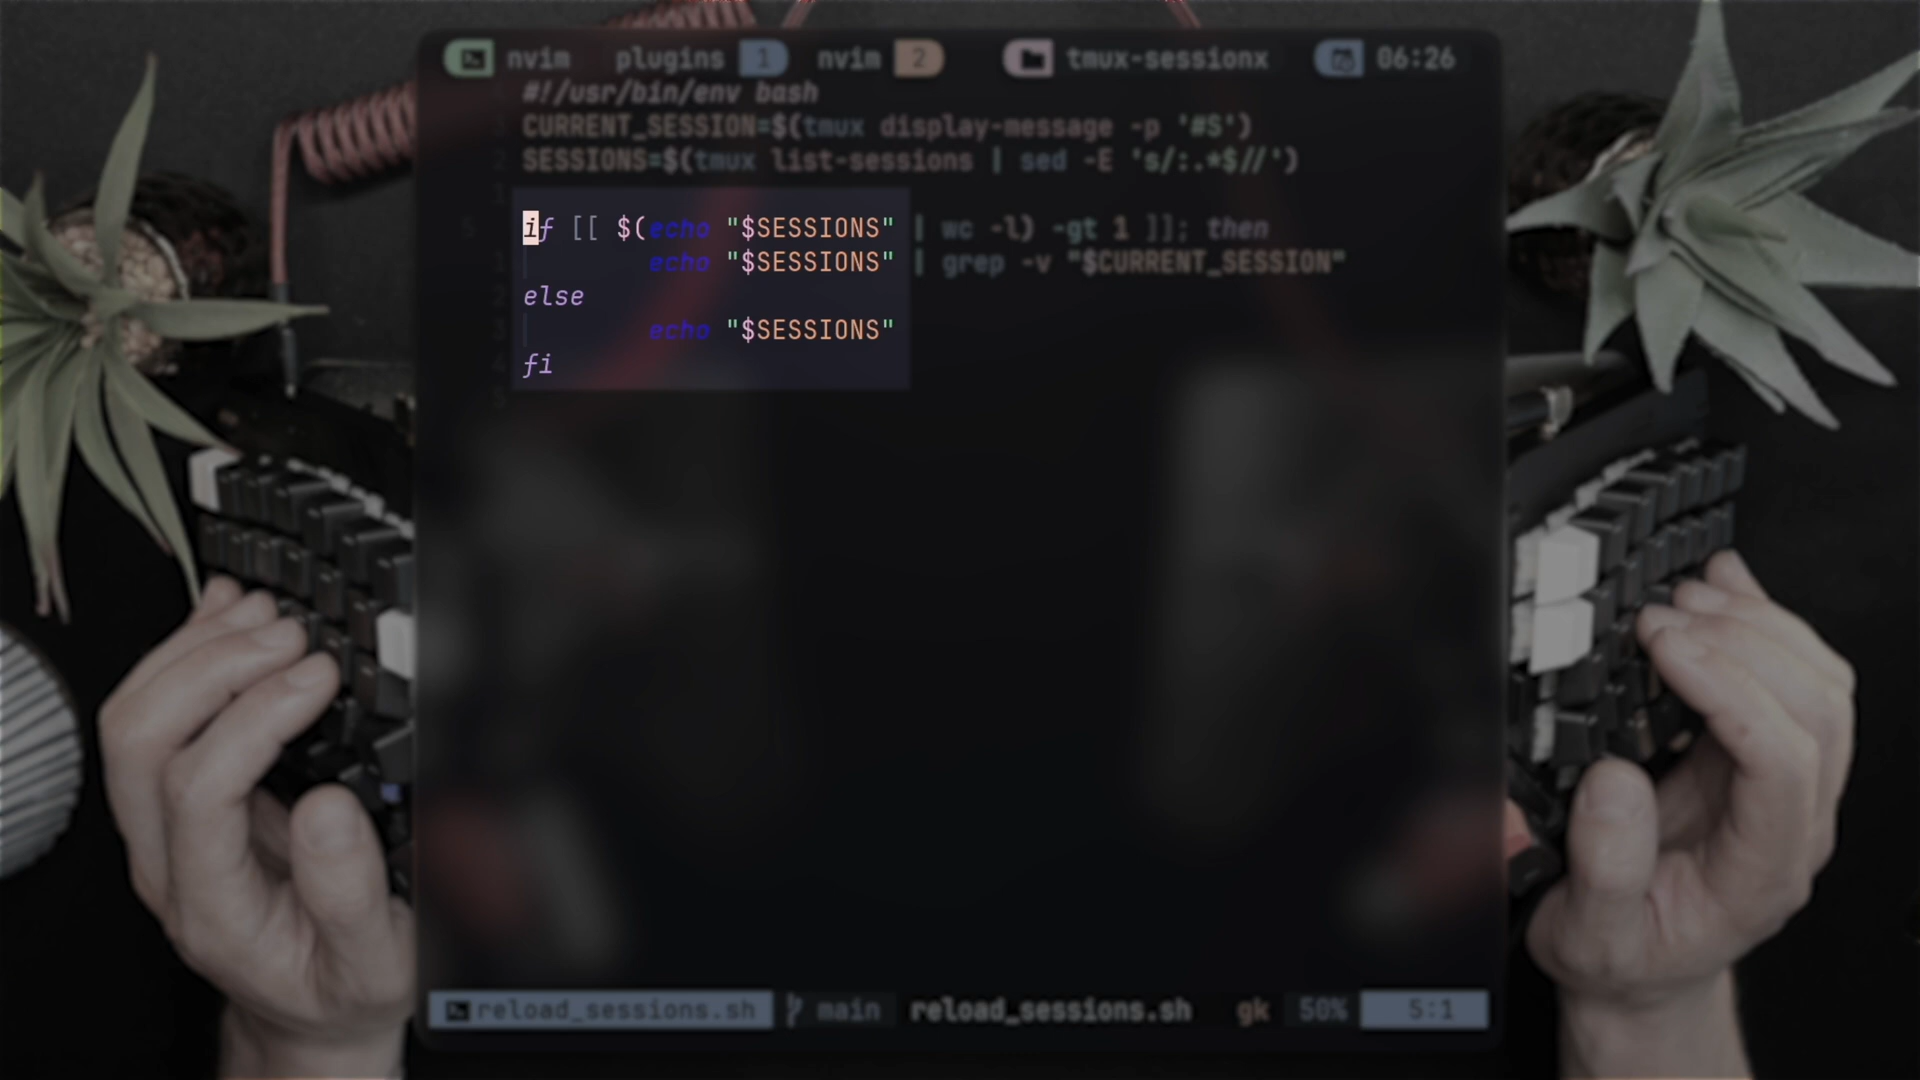 nvim plugins 1 nvim 2 tmux-sessionx 06:26
#!/usr/bin/env bash
CURRENT_SESSION=$(tmux display-message -p '#S')
SESSIONS=$(tmux list-sessions | sed -E 's/:.*$//')
if [[ $(echo "$SESSIONS" | wc -l) -gt 1 ]]; then
echo "$SESSIONS" | grep -v "$CURRENT_SESSION"
else
echo "$SESSIONS"
fi
reload_sessions.sh main reload_sessions.sh gk 50% 5:1